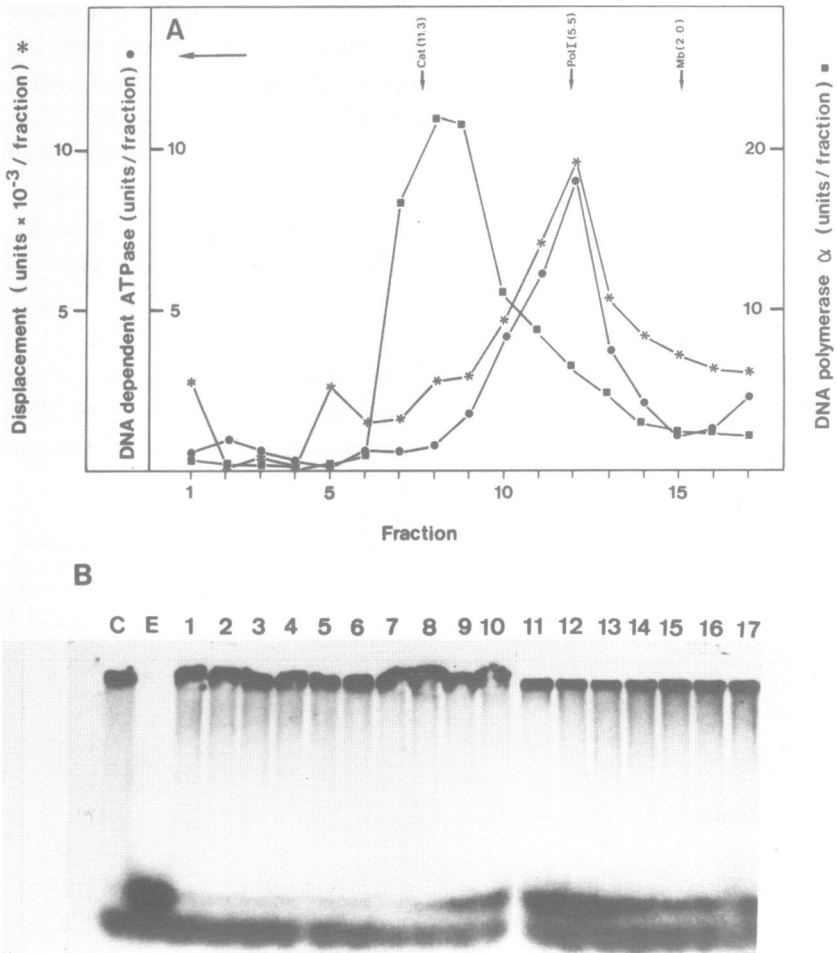 A
Displacement ( units × 10⁻³ / fraction ) *
10
5
DNA dependent ATPase (units / fraction) ●
10
5
Cat(11.3)
Pol I (5.5)
Mb(2 0)
20
10
DNA polymerase α (units / fraction) ■
1 5 10 15
Fraction
B
C E 1 2 3 4 5 6 7 8 9 10 11 12 13 14 15 16 17